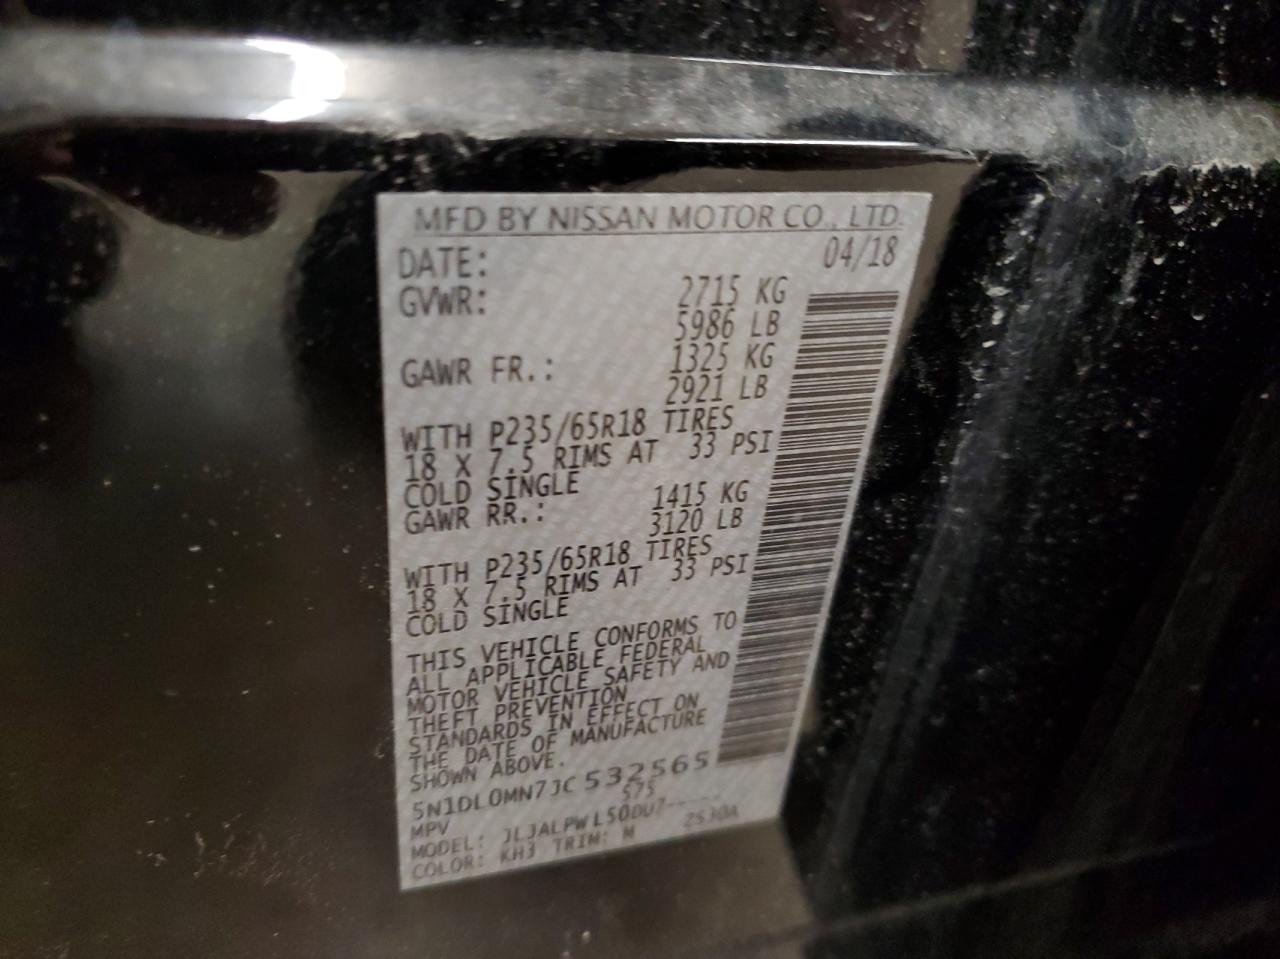 MFD BY NISSAN MOTOR CO., LTD.
DATE: 04/18
GVWR: 2715 KG
5986 LB
GAWR FR.: 1325 KG
2921 LB
WITH P235/65R18 TIRES
18 X 7.5 RIMS AT 33 PSI
COLD SINGLE
GAWR RR.: 1415 KG
3120 LB
WITH P235/65R18 TIRES
18 X 7.5 RIMS AT 33 PSI
COLD SINGLE
THIS VEHICLE CONFORMS TO
ALL APPLICABLE FEDERAL
MOTOR VEHICLE SAFETY AND
THEFT PREVENTION
STANDARDS IN EFFECT ON
THE DATE OF MANUFACTURE
SHOWN ABOVE.
5N1DL0MN7JC532565
MPV 575
MODEL: JLJALPWL50DU7-----
COLOR: KH3 TRIM: M 2530A